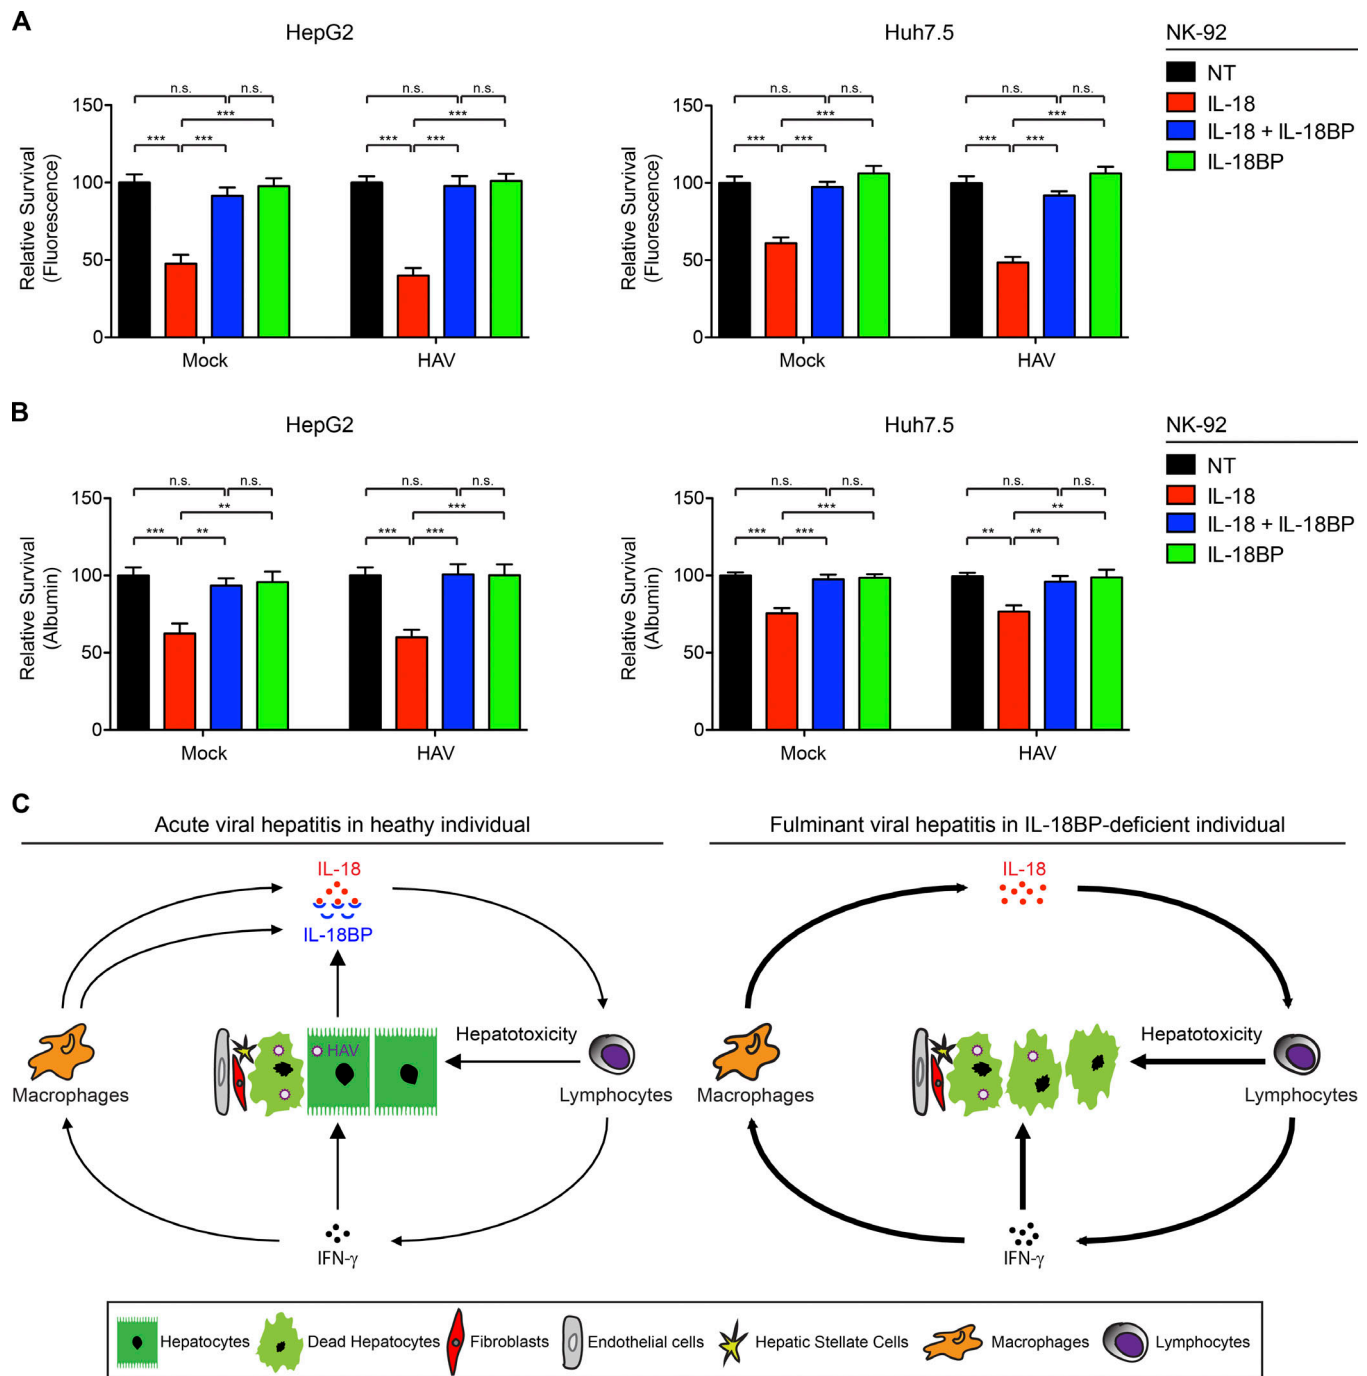 A
HepG2
Huh7.5
NK-92
NT
IL-18
IL-18 + IL-18BP
IL-18BP
n.s. n.s. n.s. n.s.
*** ***
*** *** *** ***
150
100
50
0
Relative Survival
(Fluorescence)
Mock HAV
n.s. n.s. n.s. n.s.
*** ***
*** *** *** ***
150
100
50
0
Relative Survival
(Fluorescence)
Mock HAV
B
HepG2
Huh7.5
NK-92
NT
IL-18
IL-18 + IL-18BP
IL-18BP
n.s. n.s. n.s. n.s.
** ***
*** ** *** ***
150
100
50
0
Relative Survival
(Albumin)
Mock HAV
n.s. n.s. n.s. n.s.
*** **
*** *** ** **
150
100
50
0
Relative Survival
(Albumin)
Mock HAV
C
Acute viral hepatitis in heathy individual
IL-18
IL-18BP
HAV
Hepatotoxicity
Macrophages
Lymphocytes
IFN-γ
Fulminant viral hepatitis in IL-18BP-deficient individual
IL-18
Hepatotoxicity
Macrophages
Lymphocytes
IFN-γ
Hepatocytes Dead Hepatocytes Fibroblasts Endothelial cells Hepatic Stellate Cells Macrophages Lymphocytes